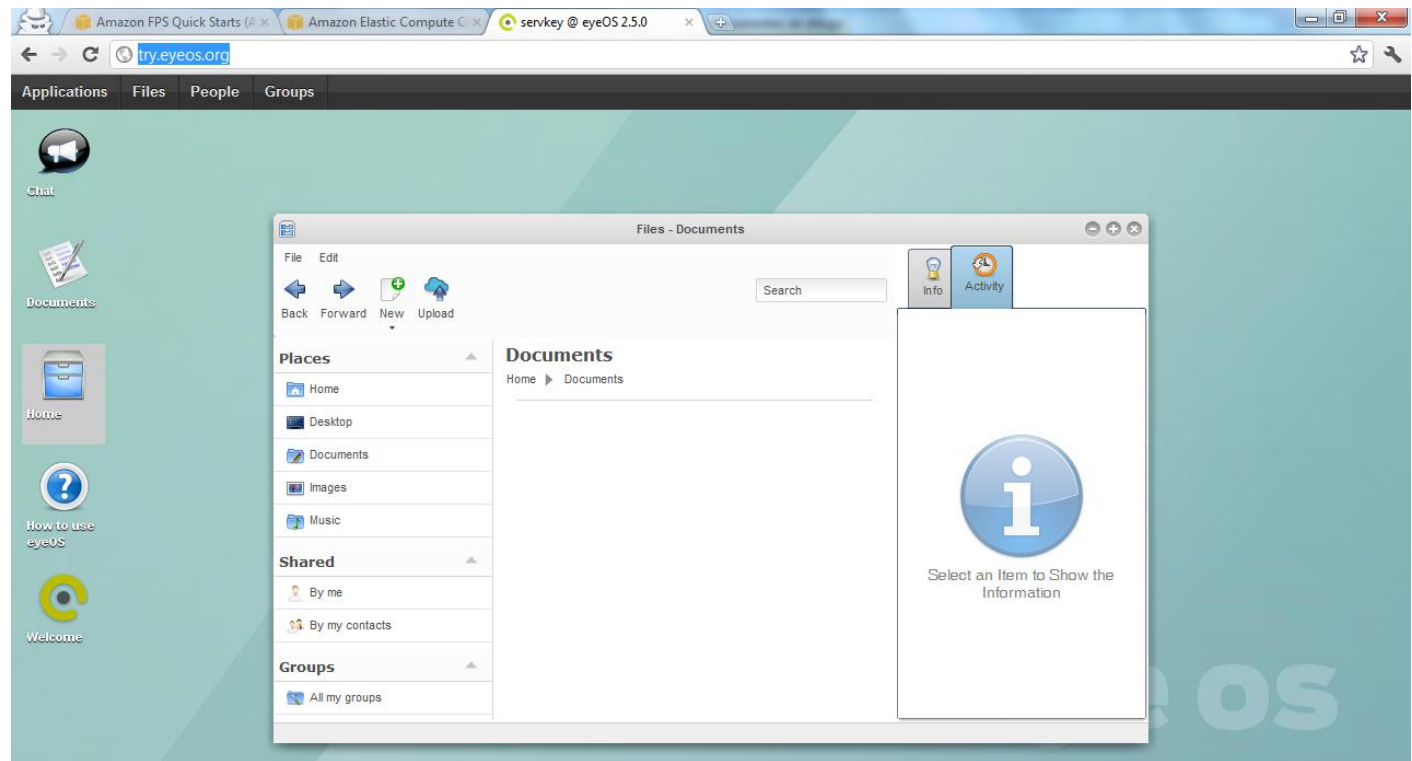 Amazon FPS Quick Starts (A
Amazon Elastic Compute C
servkey @ eyeOS 2.5.0
try.eyeos.org
Applications Files People Groups
Chat
Documents
Home
How to use
eyeOS
Welcome
Files - Documents
File Edit
Back Forward New Upload
Search
Info Activity
Places
Home
Desktop
Documents
Images
Music
Shared
By me
By my contacts
Groups
All my groups
Documents
Home Documents
Select an Item to Show the
Information
e os